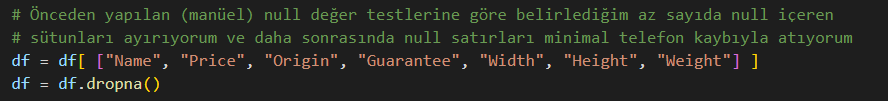 # Önceden yapılan (manüel) null değer testlerine göre belirlediğim az sayıda null içeren
# sütunları ayırıyorum ve daha sonrasında null satırları minimal telefon kaybıyla atıyorum
df = df[ ["Name", "Price", "Origin", "Guarantee", "Width", "Height", "Weight"] ]
df = df.dropna()